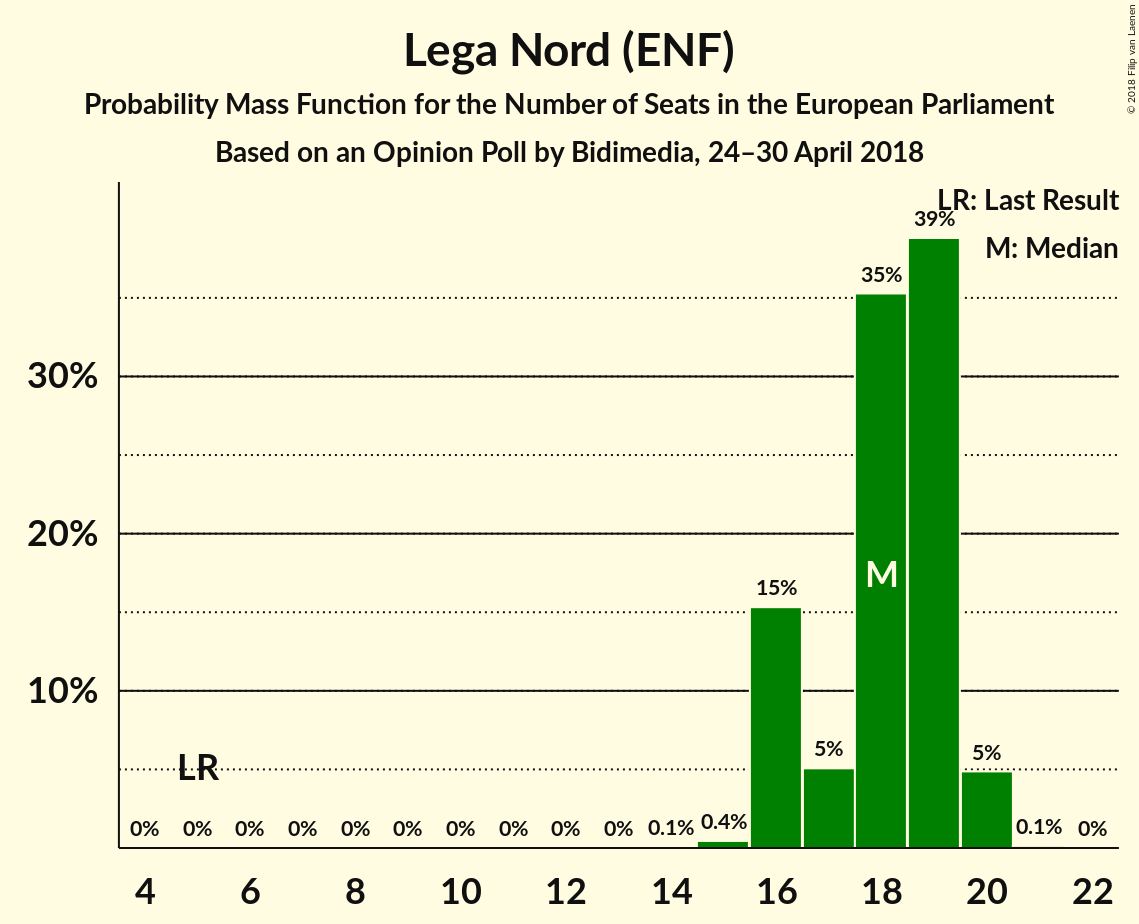 Lega Nord (ENF)
Probability Mass Function for the Number of Seats in the European Parliament
Based on an Opinion Poll by Bidimedia, 24–30 April 2018
© 2018 Filip van Laenen
LR: Last Result
M: Median
39%
35%
30%
20%
M
15%
10%
LR
5%
5%
0% 0% 0% 0% 0% 0% 0% 0% 0% 0% 0.1% 0.4% 0.1% 0%
4 6 8 10 12 14 16 18 20 22